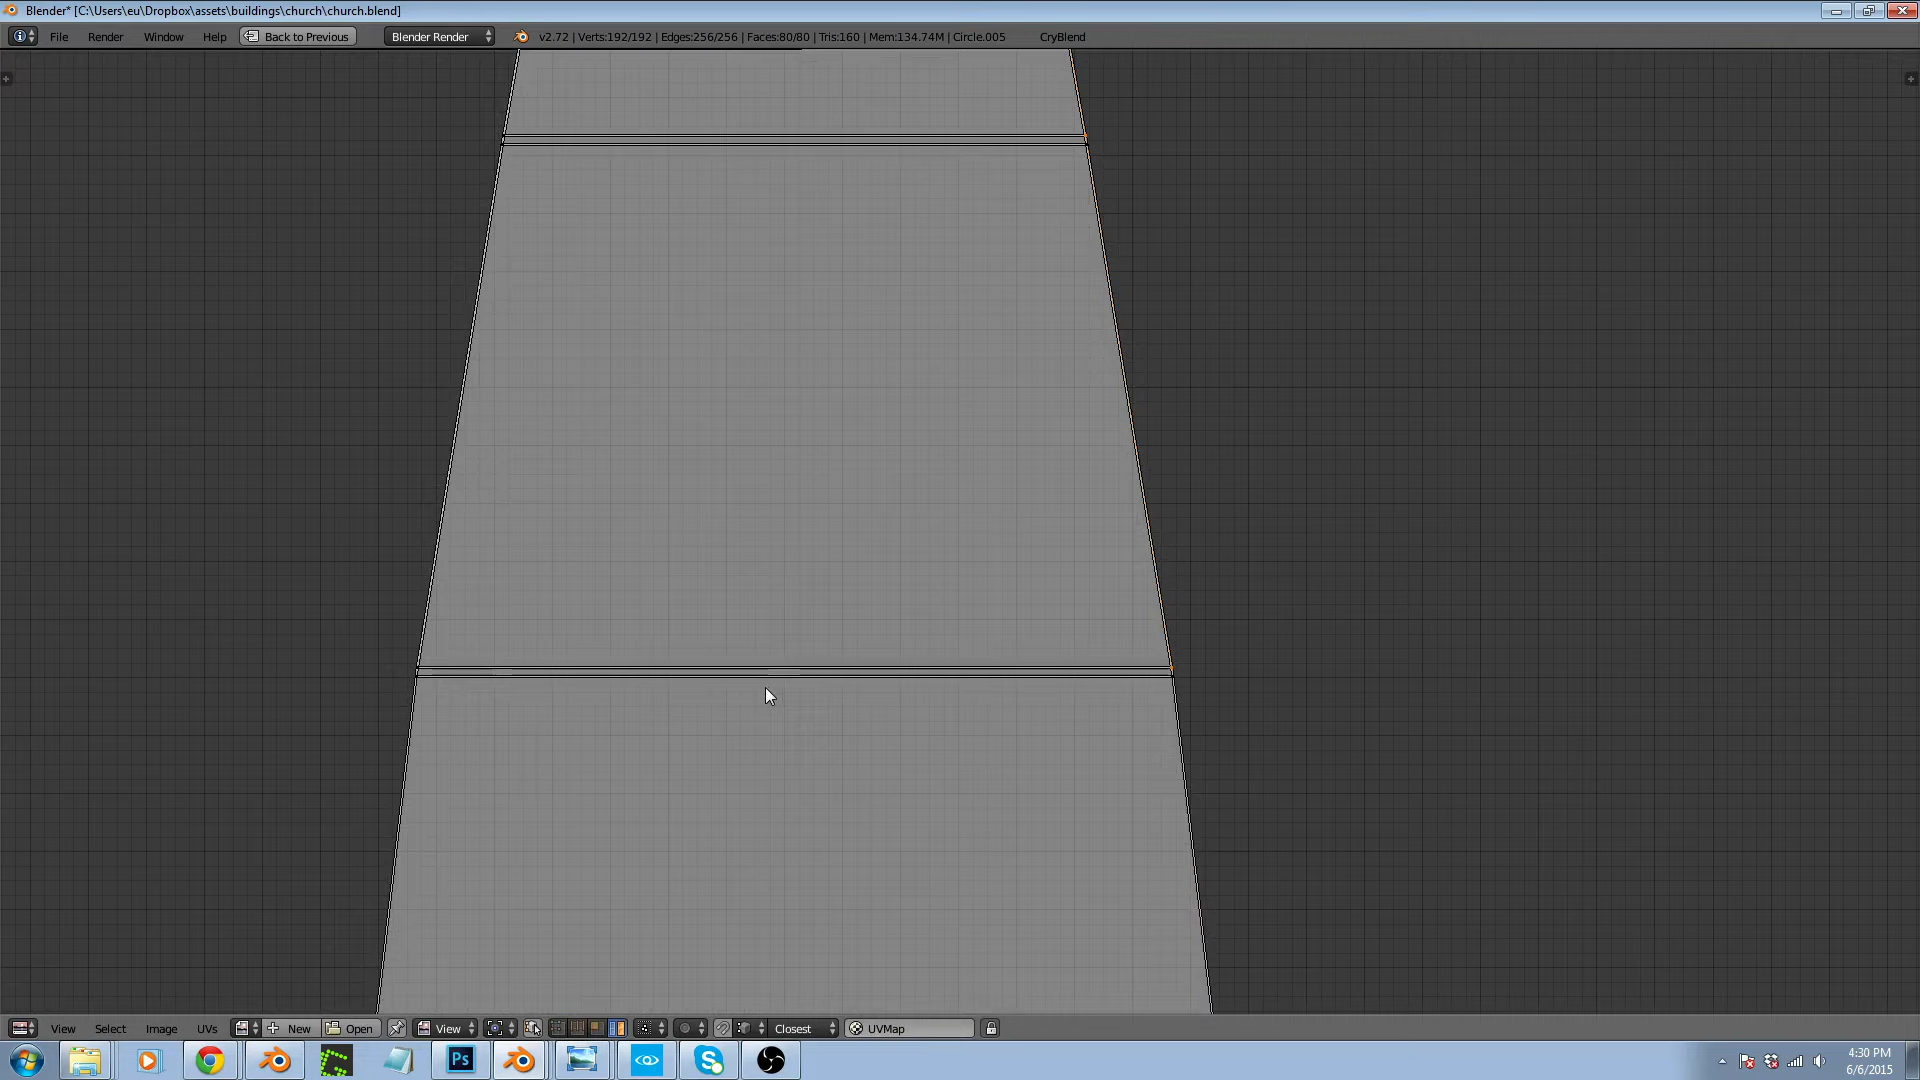 Blender* [C:\Users\eu\Dropbox\assets\buildings\church\church.blend]
File Render Window Help Back to Previous Blender Render v2.72 | Verts:192/192 | Edges:256/256 | Faces:80/80 | Tris:160 | Mem:134.74M | Circle.005 CryBlend
View Select Image UVs New Open View Closest UVMap
Ps
4:30 PM
6/6/2015